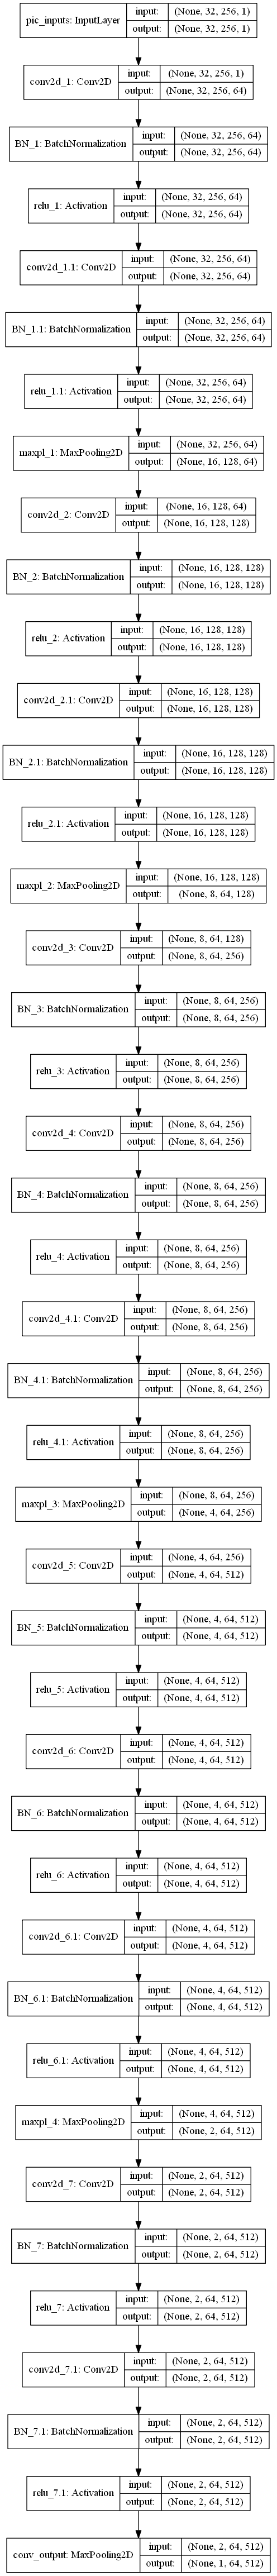 pic_inputs: InputLayer input: (None, 32, 256, 1)
output: (None, 32, 256, 1)
conv2d_1: Conv2D input: (None, 32, 256, 1)
output: (None, 32, 256, 64)
BN_1: BatchNormalization input: (None, 32, 256, 64)
output: (None, 32, 256, 64)
relu_1: Activation input: (None, 32, 256, 64)
output: (None, 32, 256, 64)
conv2d_1.1: Conv2D input: (None, 32, 256, 64)
output: (None, 32, 256, 64)
BN_1.1: BatchNormalization input: (None, 32, 256, 64)
output: (None, 32, 256, 64)
relu_1.1: Activation input: (None, 32, 256, 64)
output: (None, 32, 256, 64)
maxpl_1: MaxPooling2D input: (None, 32, 256, 64)
output: (None, 16, 128, 64)
conv2d_2: Conv2D input: (None, 16, 128, 64)
output: (None, 16, 128, 128)
BN_2: BatchNormalization input: (None, 16, 128, 128)
output: (None, 16, 128, 128)
relu_2: Activation input: (None, 16, 128, 128)
output: (None, 16, 128, 128)
conv2d_2.1: Conv2D input: (None, 16, 128, 128)
output: (None, 16, 128, 128)
BN_2.1: BatchNormalization input: (None, 16, 128, 128)
output: (None, 16, 128, 128)
relu_2.1: Activation input: (None, 16, 128, 128)
output: (None, 16, 128, 128)
maxpl_2: MaxPooling2D input: (None, 16, 128, 128)
output: (None, 8, 64, 128)
conv2d_3: Conv2D input: (None, 8, 64, 128)
output: (None, 8, 64, 256)
BN_3: BatchNormalization input: (None, 8, 64, 256)
output: (None, 8, 64, 256)
relu_3: Activation input: (None, 8, 64, 256)
output: (None, 8, 64, 256)
conv2d_4: Conv2D input: (None, 8, 64, 256)
output: (None, 8, 64, 256)
BN_4: BatchNormalization input: (None, 8, 64, 256)
output: (None, 8, 64, 256)
relu_4: Activation input: (None, 8, 64, 256)
output: (None, 8, 64, 256)
conv2d_4.1: Conv2D input: (None, 8, 64, 256)
output: (None, 8, 64, 256)
BN_4.1: BatchNormalization input: (None, 8, 64, 256)
output: (None, 8, 64, 256)
relu_4.1: Activation input: (None, 8, 64, 256)
output: (None, 8, 64, 256)
maxpl_3: MaxPooling2D input: (None, 8, 64, 256)
output: (None, 4, 64, 256)
conv2d_5: Conv2D input: (None, 4, 64, 256)
output: (None, 4, 64, 512)
BN_5: BatchNormalization input: (None, 4, 64, 512)
output: (None, 4, 64, 512)
relu_5: Activation input: (None, 4, 64, 512)
output: (None, 4, 64, 512)
conv2d_6: Conv2D input: (None, 4, 64, 512)
output: (None, 4, 64, 512)
BN_6: BatchNormalization input: (None, 4, 64, 512)
output: (None, 4, 64, 512)
relu_6: Activation input: (None, 4, 64, 512)
output: (None, 4, 64, 512)
conv2d_6.1: Conv2D input: (None, 4, 64, 512)
output: (None, 4, 64, 512)
BN_6.1: BatchNormalization input: (None, 4, 64, 512)
output: (None, 4, 64, 512)
relu_6.1: Activation input: (None, 4, 64, 512)
output: (None, 4, 64, 512)
maxpl_4: MaxPooling2D input: (None, 4, 64, 512)
output: (None, 2, 64, 512)
conv2d_7: Conv2D input: (None, 2, 64, 512)
output: (None, 2, 64, 512)
BN_7: BatchNormalization input: (None, 2, 64, 512)
output: (None, 2, 64, 512)
relu_7: Activation input: (None, 2, 64, 512)
output: (None, 2, 64, 512)
conv2d_7.1: Conv2D input: (None, 2, 64, 512)
output: (None, 2, 64, 512)
BN_7.1: BatchNormalization input: (None, 2, 64, 512)
output: (None, 2, 64, 512)
relu_7.1: Activation input: (None, 2, 64, 512)
output: (None, 2, 64, 512)
conv_output: MaxPooling2D input: (None, 2, 64, 512)
output: (None, 1, 64, 512)